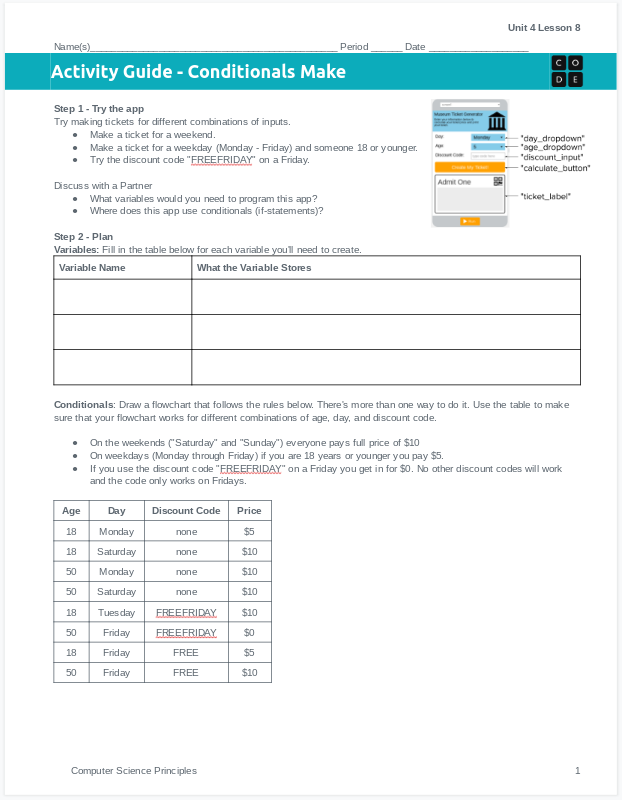 Unit 4 Lesson 8
Name(s)_____________________________________________ Period ______ Date __________________
Activity Guide - Conditionals Make
C O
D E
Step 1 - Try the app
Try making tickets for different combinations of inputs.
● Make a ticket for a weekend.
● Make a ticket for a weekday (Monday - Friday) and someone 18 or younger.
● Try the discount code "FREEFRIDAY" on a Friday.
Discuss with a Partner
● What variables would you need to program this app?
● Where does this app use conditionals (if-statements)?
Museum Ticket Generator
Day Monday
Age
Discount Code
Admit One
"day_dropdown"
"age_dropdown"
"discount_input"
"calculate_button"
"ticket_label"
Step 2 - Plan
Variables: Fill in the table below for each variable you'll need to create.
Variable Name What the Variable Stores
Conditionals: Draw a flowchart that follows the rules below. There's more than one way to do it. Use the table to make
sure that your flowchart works for different combinations of age, day, and discount code.
● On the weekends ("Saturday" and "Sunday") everyone pays full price of $10
● On weekdays (Monday through Friday) if you are 18 years or younger you pay $5.
● If you use the discount code "FREEFRIDAY" on a Friday you get in for $0. No other discount codes will work
and the code only works on Fridays.
Age Day Discount Code Price
18 Monday none $5
18 Saturday none $10
50 Monday none $10
50 Saturday none $10
18 Tuesday FREEFRIDAY $10
50 Friday FREEFRIDAY $0
18 Friday FREE $5
50 Friday FREE $10
Computer Science Principles 1